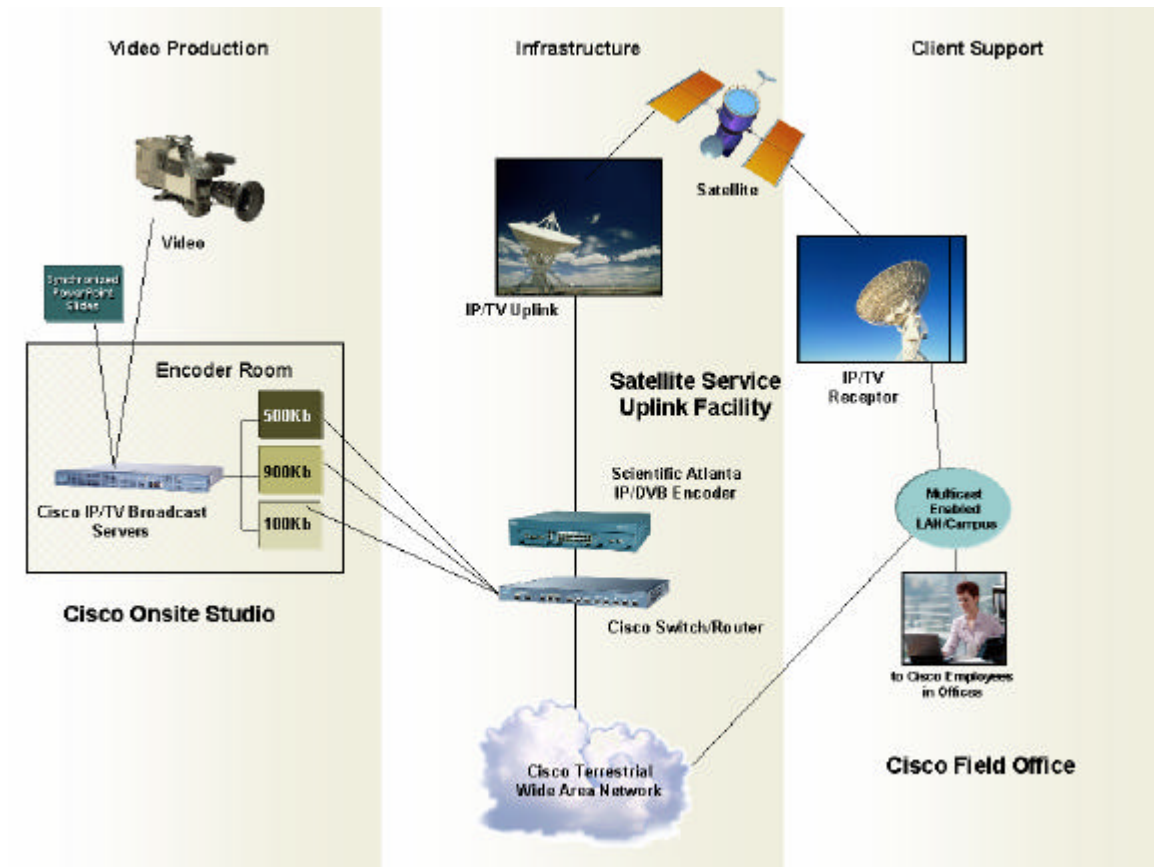 Video Production
Infrastructure
Client Support
Video
Synchronized
PowerPoint
Slides
Encoder Room
500Kb
900Kb
100Kb
Cisco IP/TV Broadcast
Servers
Cisco Onsite Studio
Satellite
IP/TV Uplink
Satellite Service
Uplink Facility
Scientific Atlanta
IP/DVB Encoder
Cisco Switch/Router
Cisco Terrestrial
Wide Area Network
IP/TV
Receptor
Multicast
Enabled
LAN/Campus
to Cisco Employees
in Offices
Cisco Field Office